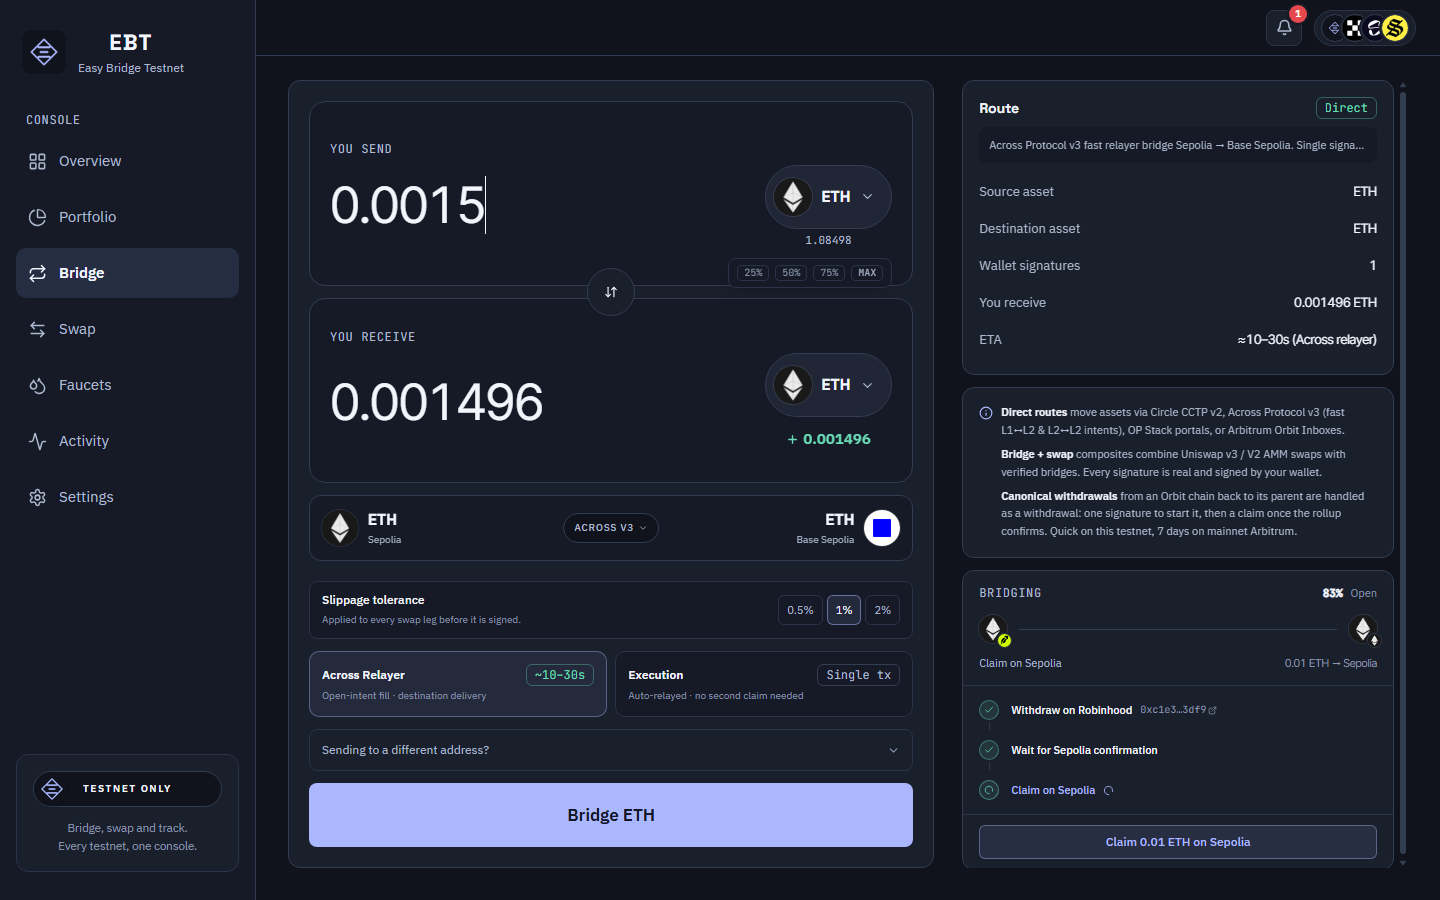 EBT
Easy Bridge Testnet
CONSOLE
Overview
Portfolio
Bridge
Swap
Faucets
Activity
Settings
TESTNET ONLY
Bridge, swap and track.
Every testnet, one console.
1
YOU SEND
0.0015
ETH
1.08498
25% 50% 75% MAX
YOU RECEIVE
0.001496
ETH
+ 0.001496
ETH
Sepolia
ACROSS V3
ETH
Base Sepolia
Slippage tolerance
Applied to every swap leg before it is signed.
0.5% 1% 2%
Across Relayer
~10-30s
Open-intent fill · destination delivery
Execution
Single tx
Auto-relayed · no second claim needed
Sending to a different address?
Bridge ETH
Route
Direct
Across Protocol v3 fast relayer bridge Sepolia → Base Sepolia. Single signa...
Source asset ETH
Destination asset ETH
Wallet signatures 1
You receive 0.001496 ETH
ETA ≈10–30s (Across relayer)
Direct routes move assets via Circle CCTP v2, Across Protocol v3 (fast
L1↔L2 & L2↔L2 intents), OP Stack portals, or Arbitrum Orbit Inboxes.
Bridge + swap composites combine Uniswap v3 / V2 AMM swaps with
verified bridges. Every signature is real and signed by your wallet.
Canonical withdrawals from an Orbit chain back to its parent are handled
as a withdrawal: one signature to start it, then a claim once the rollup
confirms. Quick on this testnet, 7 days on mainnet Arbitrum.
BRIDGING
83% Open
Claim on Sepolia
0.01 ETH → Sepolia
Withdraw on Robinhood 0xc1e3…3df9
Wait for Sepolia confirmation
Claim on Sepolia
Claim 0.01 ETH on Sepolia